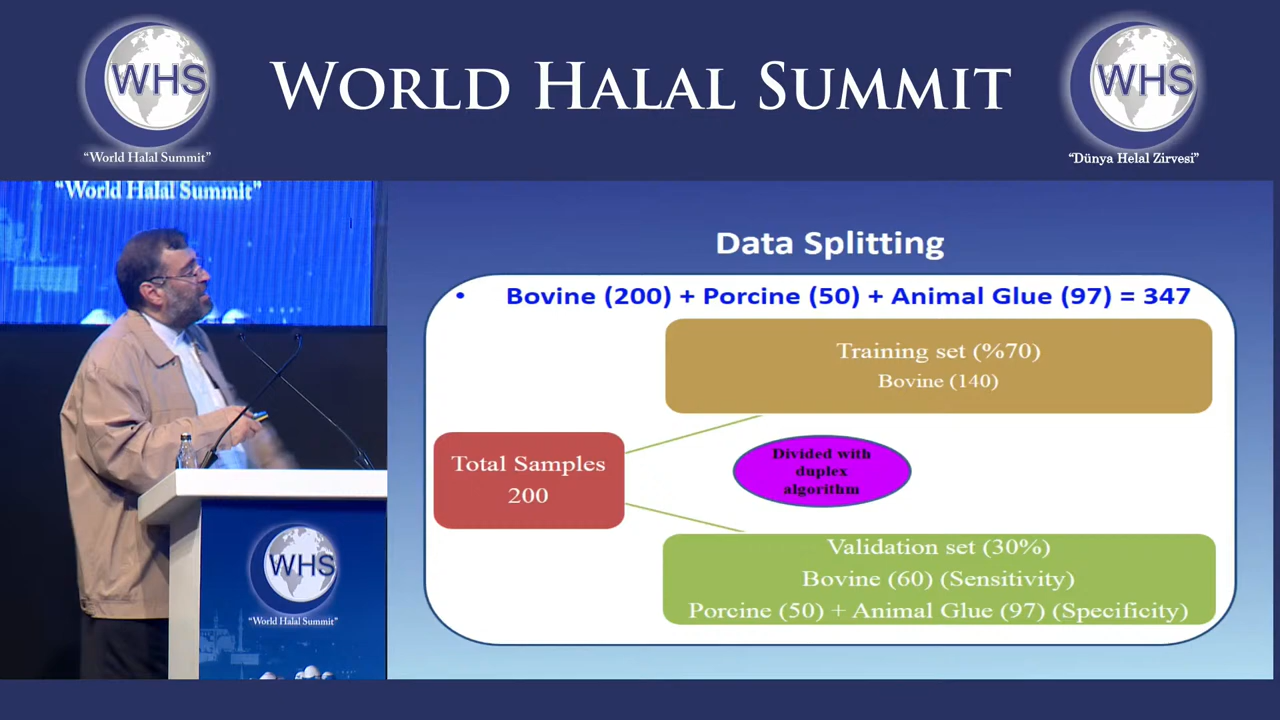 WHS
"World Halal Summit"
WORLD HALAL SUMMIT
WHS
"Dünya Helal Zirvesi"
"World Halal Summit"
Data Splitting
• Bovine (200) + Porcine (50) + Animal Glue (97) = 347
Training set (%70)
Bovine (140)
Total Samples
200
Divided with
duplex
algorithm
Validation set (30%)
Bovine (60) (Sensitivity)
Porcine (50) + Animal Glue (97) (Specificity)
WHS
"World Halal Summit"